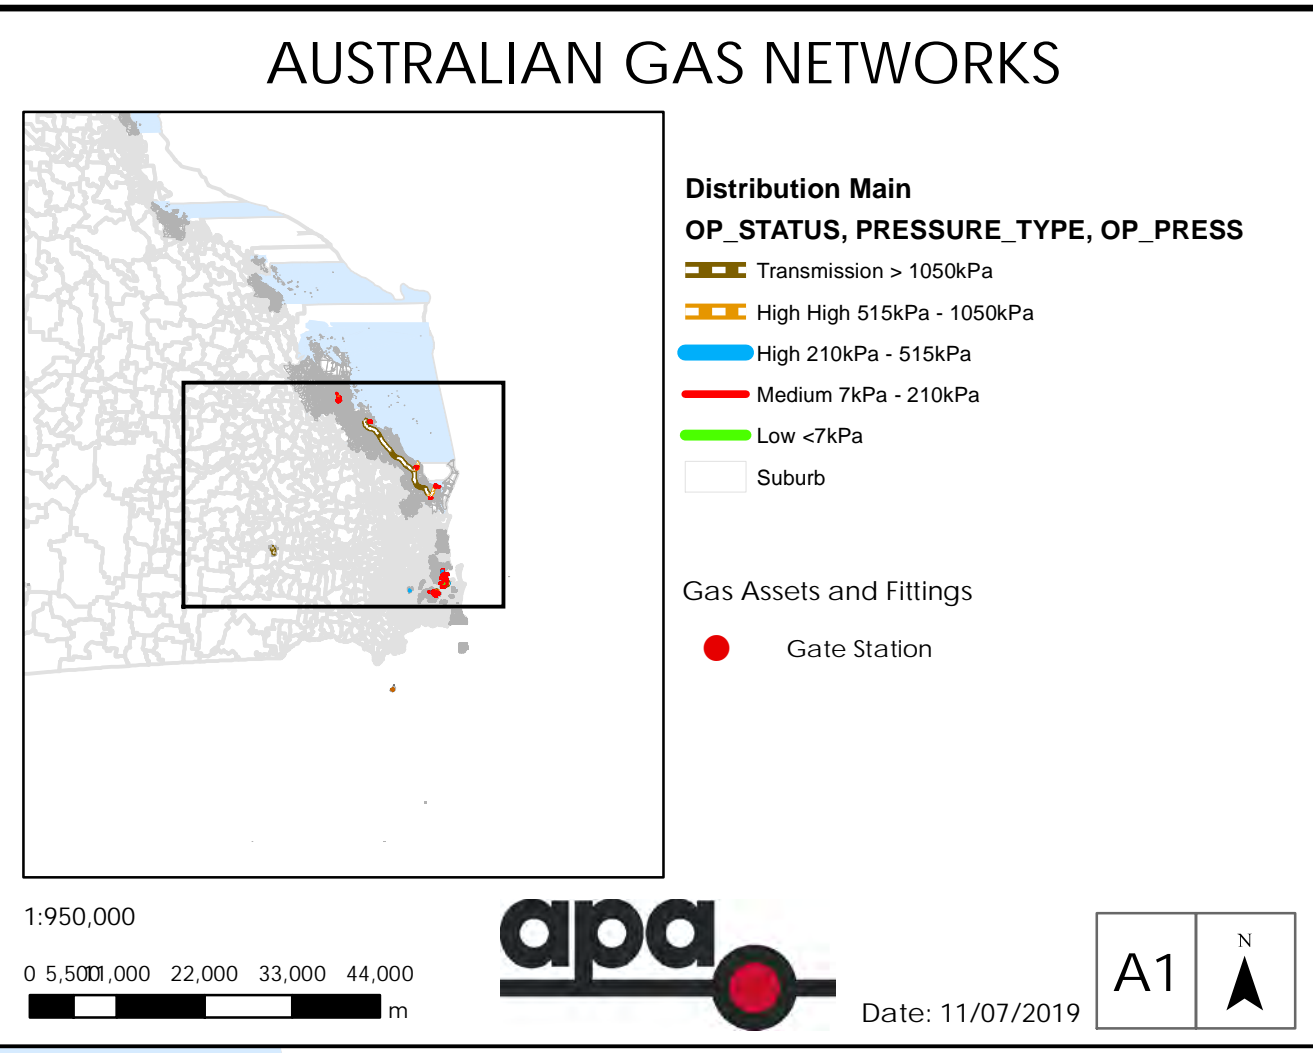 AUSTRALIAN GAS NETWORKS
Distribution Main
OP_STATUS, PRESSURE_TYPE, OP_PRESS
Transmission > 1050kPa
High High 515kPa - 1050kPa
High 210kPa - 515kPa
Medium 7kPa - 210kPa
Low <7kPa
Suburb
Gas Assets and Fittings
Gate Station
1:950,000
0 5,500 11,000 22,000 33,000 44,000
m
apa
Date: 11/07/2019
A1
N